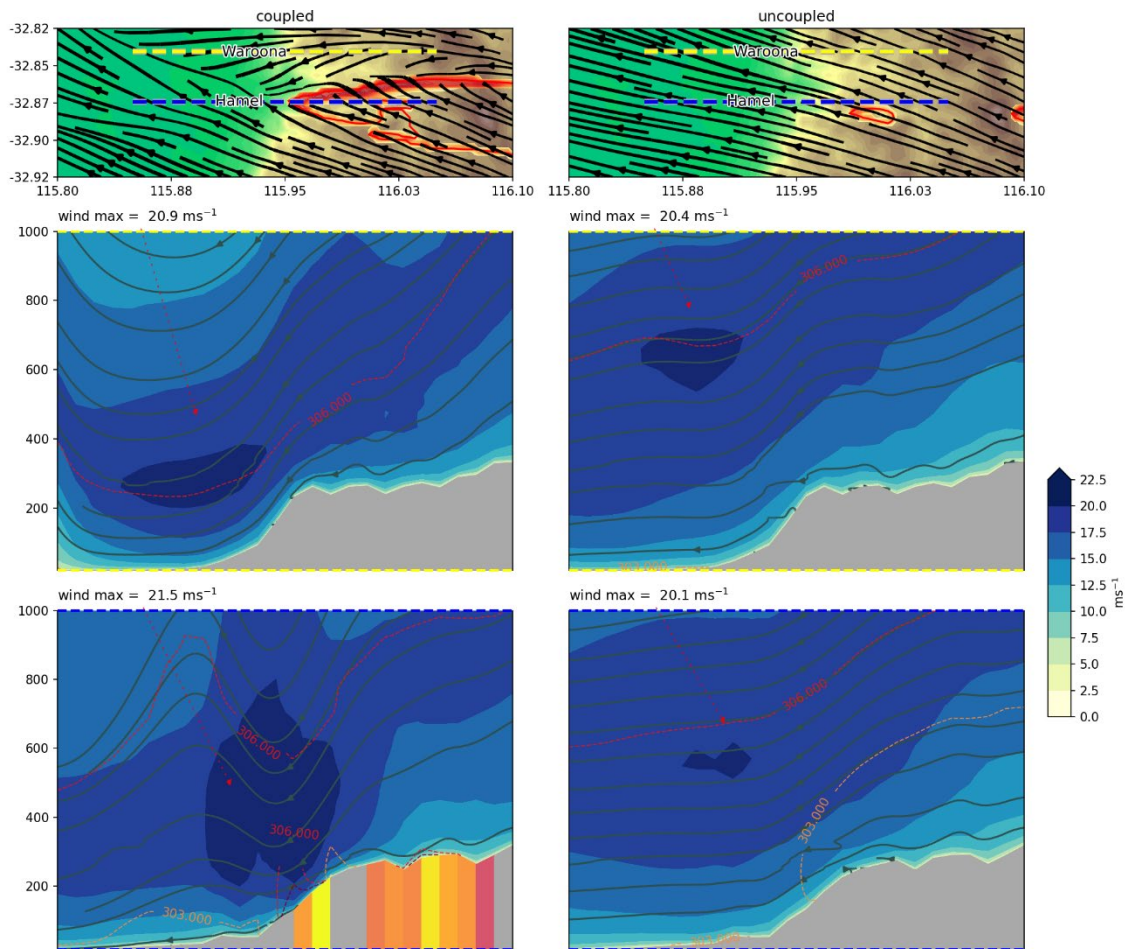 coupled
uncoupled
-32.82
-32.85
-32.87
-32.90
-32.92
Waroona
Hamel
Waroona
Hamel
115.80 115.88 115.95 116.03 116.10
115.80 115.88 115.95 116.03 116.10
wind max = 20.9 ms⁻¹
wind max = 20.4 ms⁻¹
1000
800
600
400
200
306.000
306.000
wind max = 21.5 ms⁻¹
wind max = 20.1 ms⁻¹
1000
800
600
400
200
306.000
306.000
303.000
306.000
303.000
22.5
20.0
17.5
15.0
12.5
10.0
7.5
5.0
2.5
0.0
ms⁻¹